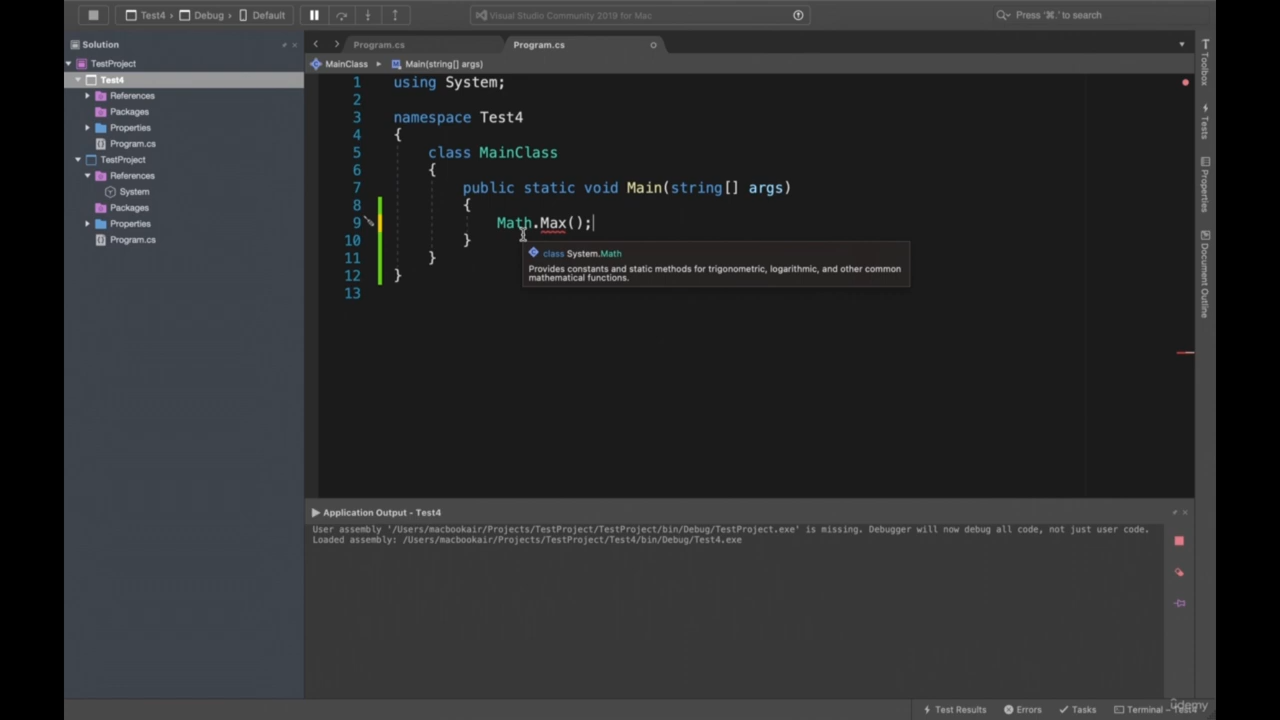 Test4 › Debug › Default
Visual Studio Community 2019 for Mac
Press '⌘.' to search
Solution
TestProject
Test4
References
Packages
Properties
Program.cs
TestProject
References
System
Packages
Properties
Program.cs
Program.cs
Program.cs
MainClass
Main(string[] args)
1 using System;
2
3 namespace Test4
4 {
5 class MainClass
6 {
7 public static void Main(string[] args)
8 {
9 Math.Max();
10 }
11 }
12 }
13
class System.Math
Provides constants and static methods for trigonometric, logarithmic, and other common
mathematical functions.
Toolbox
Tests
Properties
Document Outline
Application Output - Test4
User assembly '/Users/macbookair/Projects/TestProject/TestProject/bin/Debug/TestProject.exe' is missing. Debugger will now debug all code, not just user code.
Loaded assembly: /Users/macbookair/Projects/TestProject/Test4/bin/Debug/Test4.exe
Test Results
Errors
Tasks
Terminal – Test4
ûdemy